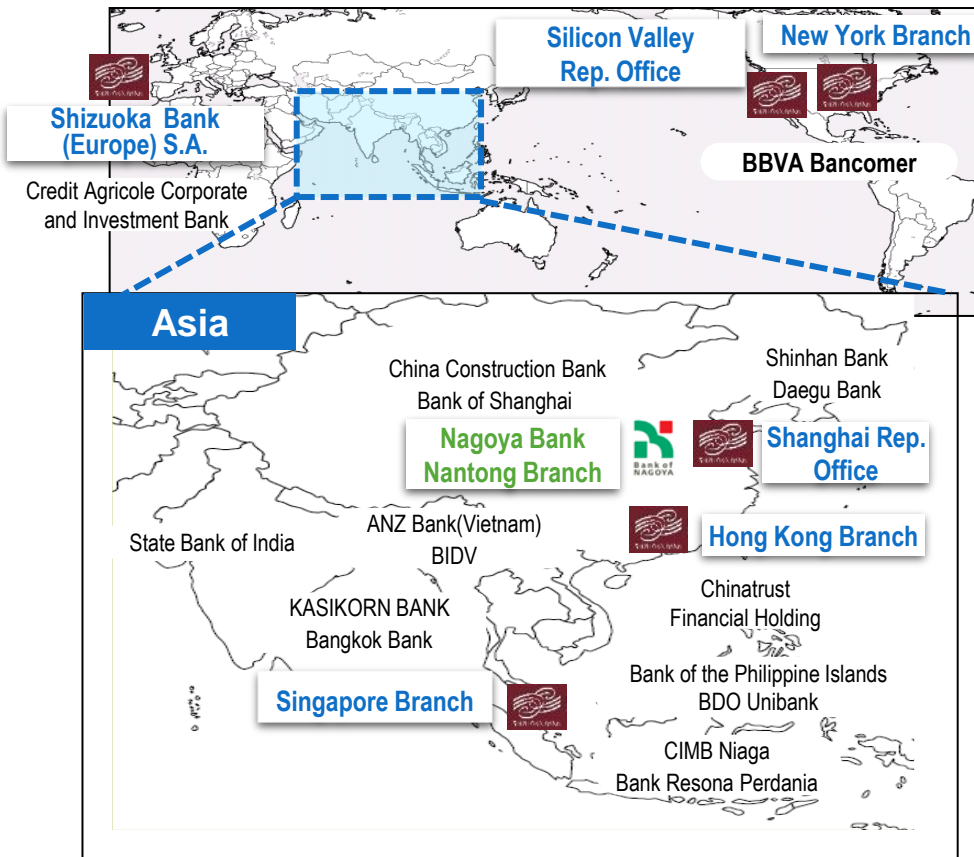 Silicon Valley
Rep. Office
New York Branch
Shizuoka Bank
(Europe) S.A.
BBVA Bancomer
Credit Agricole Corporate
and Investment Bank
Asia
China Construction Bank
Bank of Shanghai
Shinhan Bank
Daegu Bank
Nagoya Bank
Nantong Branch
Bank of
NAGOYA
Shanghai Rep.
Office
ANZ Bank(Vietnam)
BIDV
State Bank of India
Hong Kong Branch
KASIKORN BANK
Bangkok Bank
Chinatrust
Financial Holding
Bank of the Philippine Islands
BDO Unibank
Singapore Branch
CIMB Niaga
Bank Resona Perdania